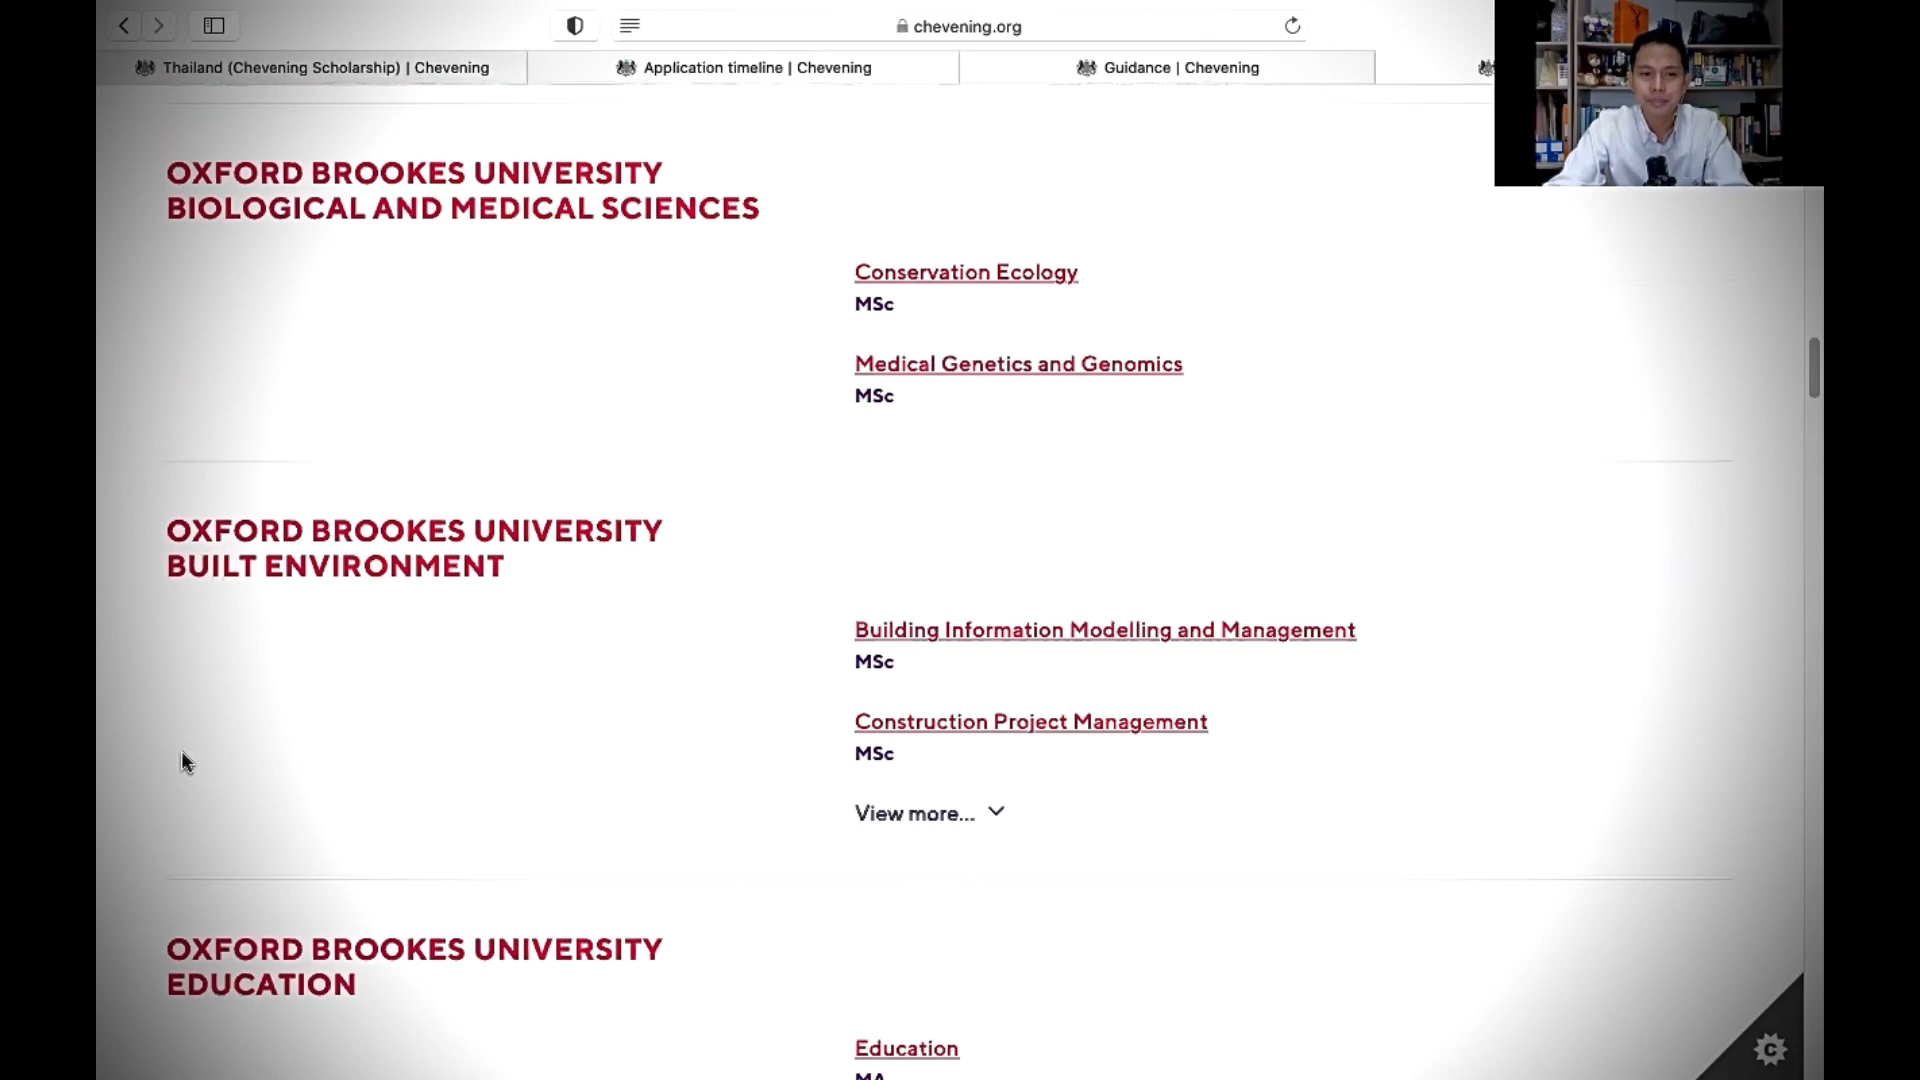 chevening.org
Thailand (Chevening Scholarship) | Chevening
Application timeline | Chevening
Guidance | Chevening
OXFORD BROOKES UNIVERSITY
BIOLOGICAL AND MEDICAL SCIENCES
Conservation Ecology
MSc
Medical Genetics and Genomics
MSc
OXFORD BROOKES UNIVERSITY
BUILT ENVIRONMENT
Building Information Modelling and Management
MSc
Construction Project Management
MSc
View more...
OXFORD BROOKES UNIVERSITY
EDUCATION
Education
MA